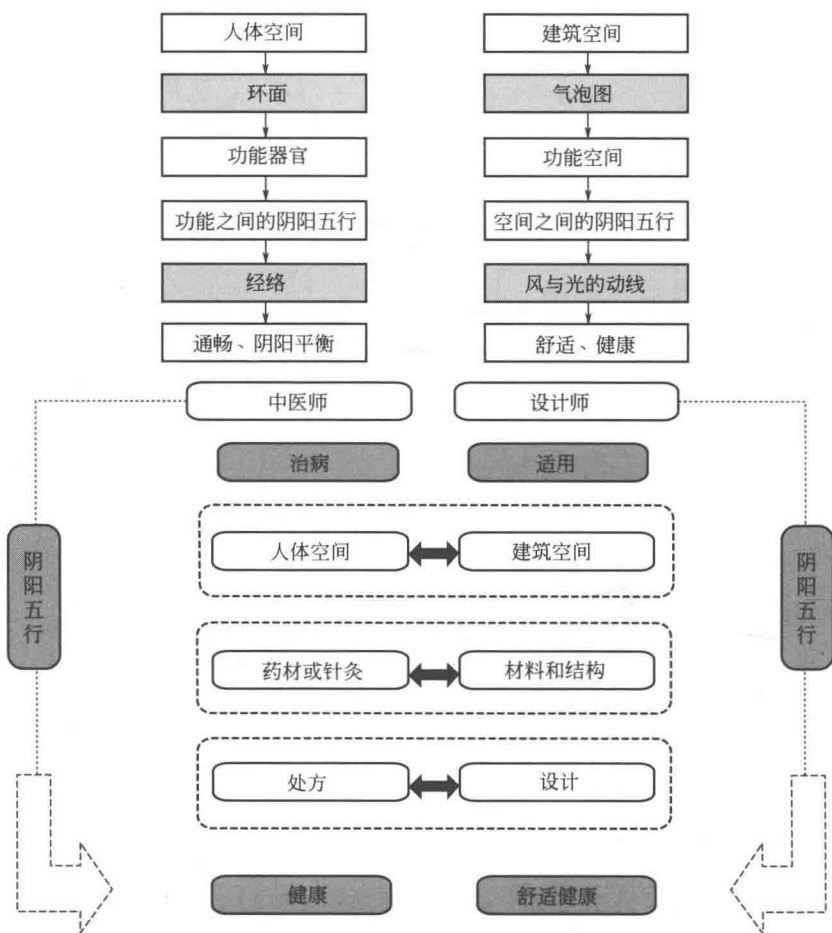 人体空间
环面
功能器官
功能之间的阴阳五行
经络
通畅、阴阳平衡
建筑空间
气泡图
功能空间
空间之间的阴阳五行
风与光的动线
舒适、健康
中医师
设计师
治病
适用
阴阳五行
人体空间
建筑空间
药材或针灸
材料和结构
处方
设计
阴阳五行
健康
舒适健康